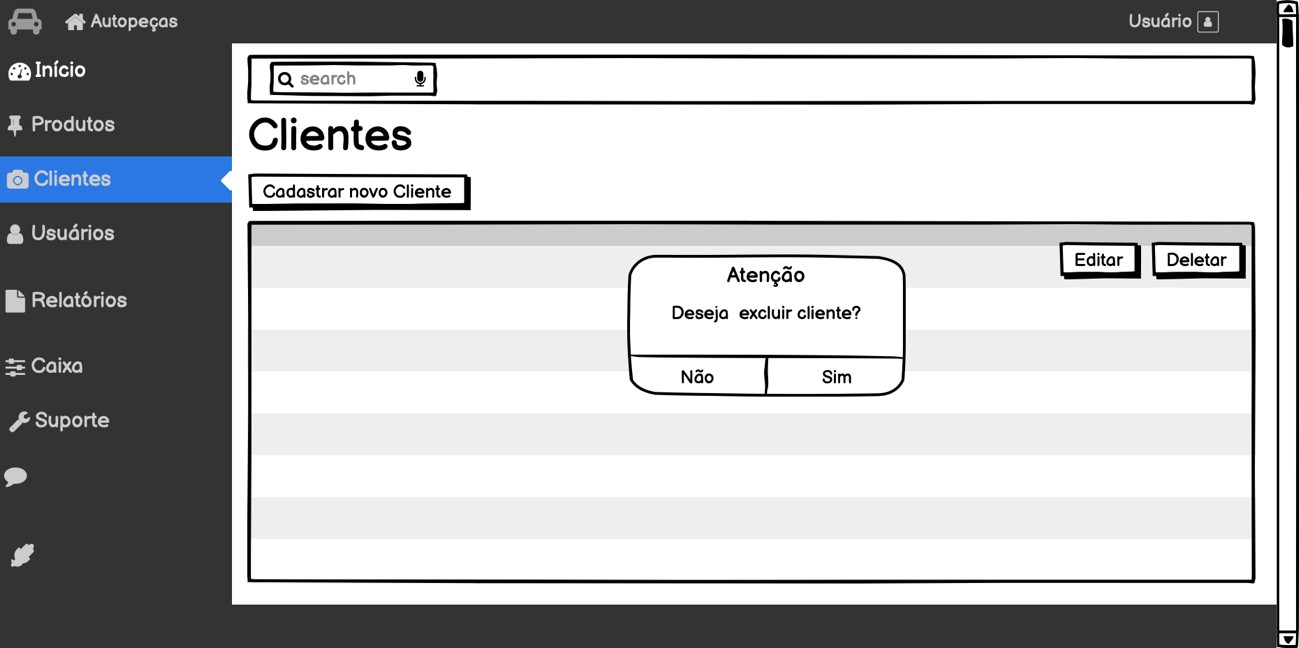 Autopeças
Usuário
Início
Produtos
Clientes
Usuários
Relatórios
Caixa
Suporte
search
Clientes
Cadastrar novo Cliente
Editar
Deletar
Atenção
Deseja excluir cliente?
Não
Sim